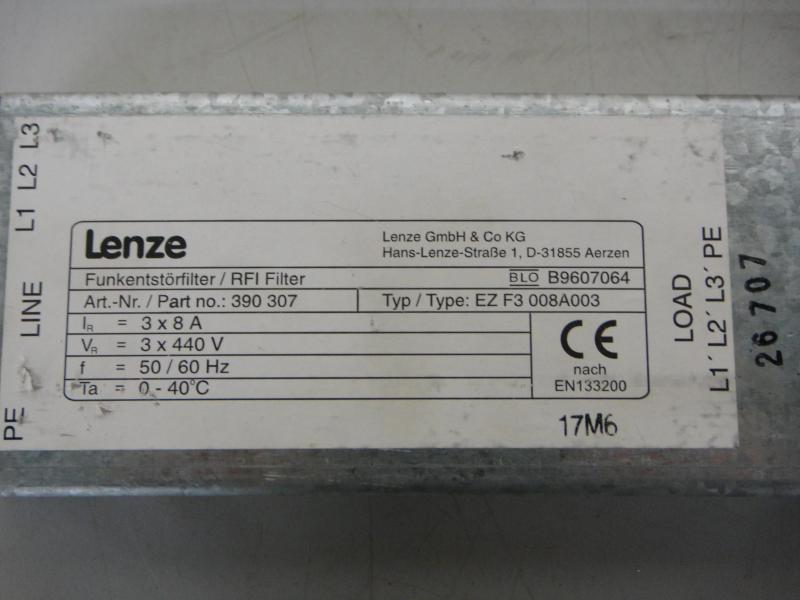 L1 L2 L3
LINE
PE
Lenze
Lenze GmbH & Co KG
Hans-Lenze-Straße 1, D-31855 Aerzen
Funkentstörfilter / RFI Filter
BLO B9607064
Art.-Nr. / Part no.: 390 307
Typ / Type: EZ F3 008A003
IR = 3 x 8 A
VR = 3 x 440 V
f = 50 / 60 Hz
Ta = 0 - 40°C
CE
nach
EN133200
17M6
LOAD
L1´ L2´ L3´ PE
26707